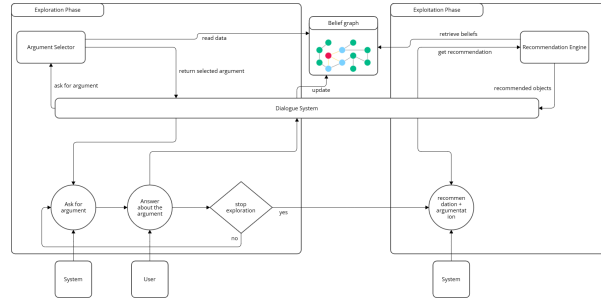 Exploration Phase
Belief graph
Exploitation Phase
Argument Selector
read data
retrieve beliefs
Recommendation Engine
get recommendation
return selected argument
ask for argument
update
recommended objects
Dialogue System
Ask for
argument
Answer
about the
argument
stop
exploration
yes
no
recommen
dation +
argumentat
ion
System
User
System